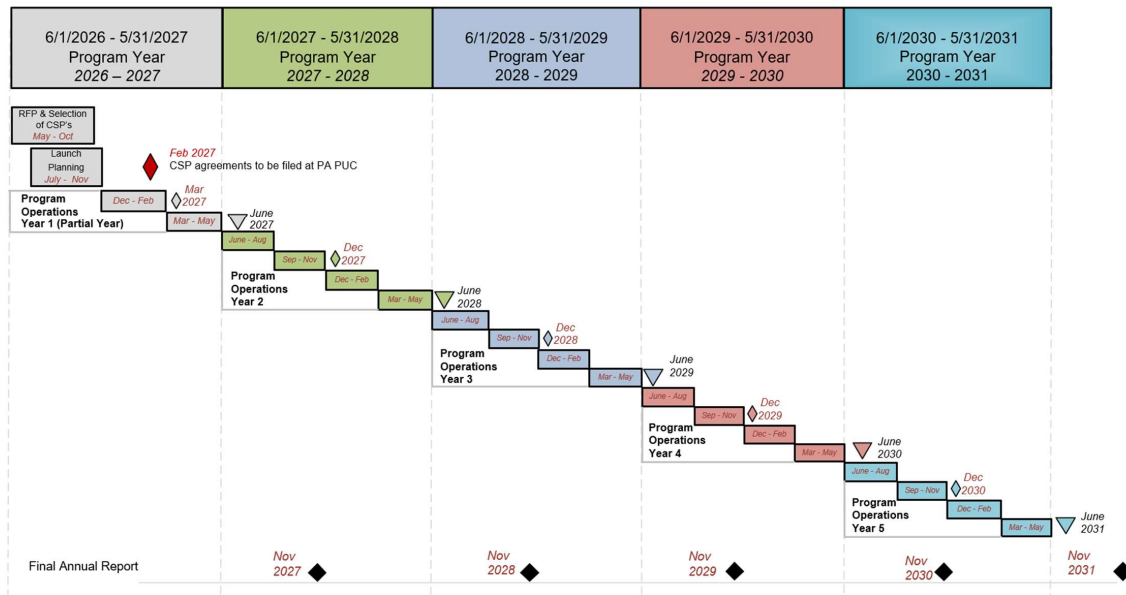 6/1/2026 - 5/31/2027
Program Year
2026 – 2027
6/1/2027 - 5/31/2028
Program Year
2027 - 2028
6/1/2028 - 5/31/2029
Program Year
2028 - 2029
6/1/2029 - 5/31/2030
Program Year
2029 - 2030
6/1/2030 - 5/31/2031
Program Year
2030 - 2031
RFP & Selection
of CSP's
May - Oct
Launch
Planning
July - Nov
Feb 2027
CSP agreements to be filed at PA PUC
Program
Operations
Year 1 (Partial Year)
Dec - Feb
Mar
2027
Mar - May
June
2027
June - Aug
Sep - Nov
Dec
2027
Program
Operations
Year 2
Dec - Feb
Mar - May
June
2028
June - Aug
Sep - Nov
Dec
2028
Program
Operations
Year 3
Dec - Feb
Mar - May
June
2029
June - Aug
Sep - Nov
Dec
2029
Program
Operations
Year 4
Dec - Feb
Mar - May
June
2030
June - Aug
Sep - Nov
Dec
2030
Program
Operations
Year 5
Dec - Feb
Mar - May
June
2031
Final Annual Report
Nov
2027
Nov
2028
Nov
2029
Nov
2030
Nov
2031